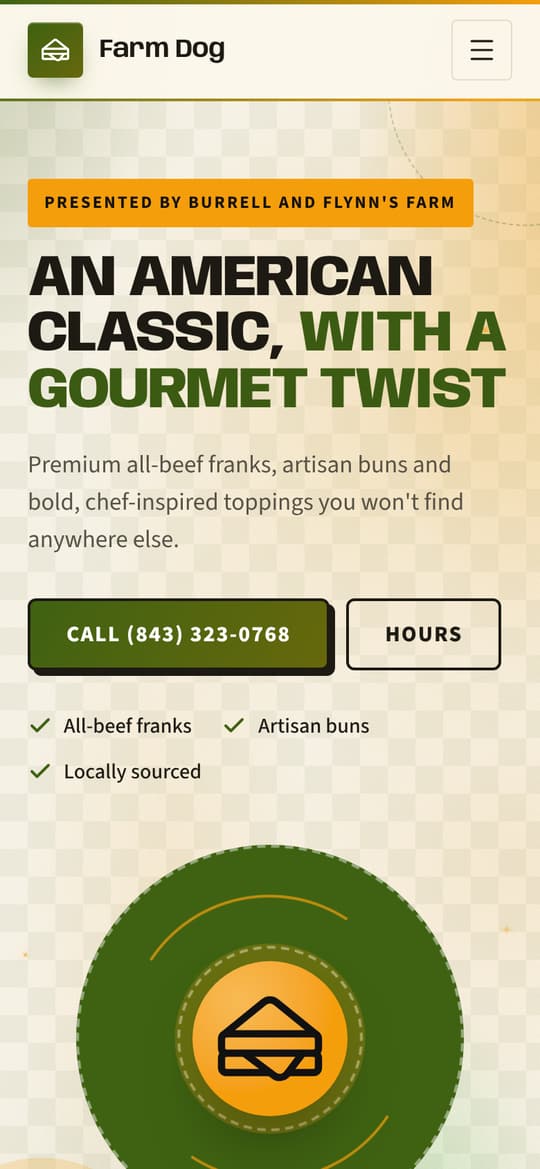 Farm Dog
PRESENTED BY BURRELL AND FLYNN'S FARM
AN AMERICAN
CLASSIC, WITH A
GOURMET TWIST
Premium all-beef franks, artisan buns and
bold, chef-inspired toppings you won't find
anywhere else.
CALL (843) 323-0768
HOURS
All-beef franks
Artisan buns
Locally sourced